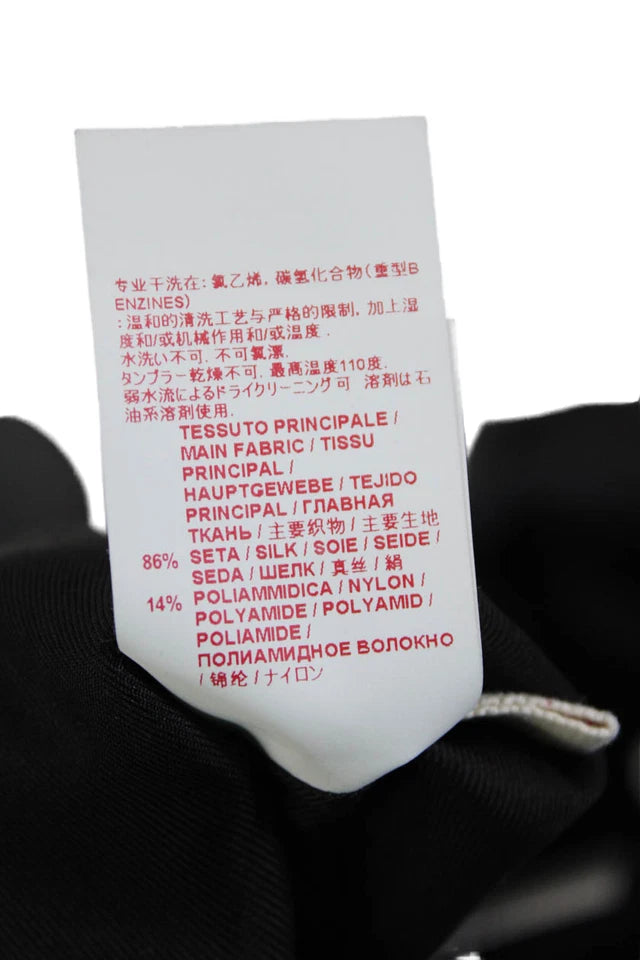 专业干洗在: 氯乙烯, 碳氢化合物(重型B
ENZINES)
:温和的清洗工艺与严格的限制, 加上湿
度和/或机械作用和/或温度.
水洗い不可. 不可氯漂.
タンブラー乾燥不可. 最高温度110度.
弱水流によるドライクリーニング可 溶剤は石
油系溶剤使用.
TESSUTO PRINCIPALE /
MAIN FABRIC / TISSU
PRINCIPAL /
HAUPTGEWEBE / TEJIDO
PRINCIPAL / ГЛАВНАЯ
ТКАНЬ / 主要织物 / 主要生地
86% SETA / SILK / SOIE / SEIDE /
SEDA / ШЕЛК / 真丝 / 絹
14% POLIAMMIDICA / NYLON /
POLYAMIDE / POLYAMID /
POLIAMIDE /
ПОЛИАМИДНОЕ ВОЛОКНО
/ 锦纶 / ナイロン